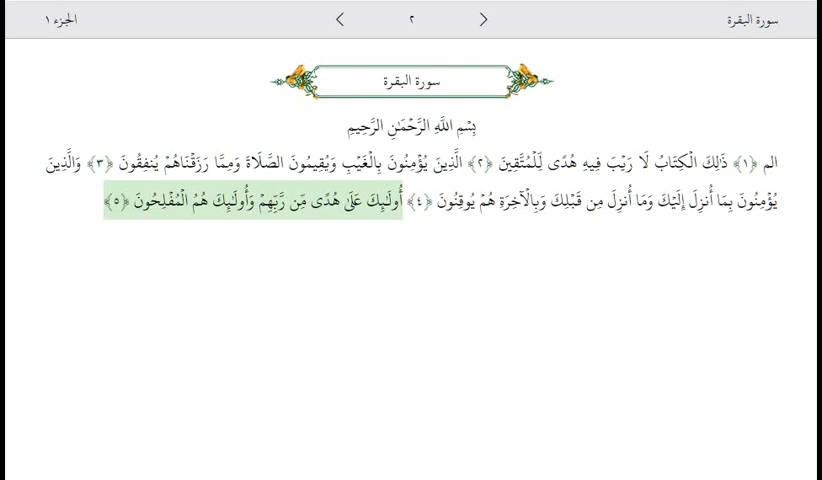 سورة البقرة ٢ الجزء ١
سورة البقرة
بِسْمِ اللَّهِ الرَّحْمَٰنِ الرَّحِيمِ
الم ﴿١﴾ ذَٰلِكَ الْكِتَابُ لَا رَيْبَ فِيهِ هُدًى لِّلْمُتَّقِينَ ﴿٢﴾ الَّذِينَ يُؤْمِنُونَ بِالْغَيْبِ وَيُقِيمُونَ الصَّلَاةَ وَمِمَّا رَزَقْنَاهُمْ يُنفِقُونَ ﴿٣﴾ وَالَّذِينَ
يُؤْمِنُونَ بِمَا أُنزِلَ إِلَيْكَ وَمَا أُنزِلَ مِن قَبْلِكَ وَبِالْآخِرَةِ هُمْ يُوقِنُونَ ﴿٤﴾ أُولَٰئِكَ عَلَىٰ هُدًى مِّن رَّبِّهِمْ وَأُولَٰئِكَ هُمُ الْمُفْلِحُونَ ﴿٥﴾